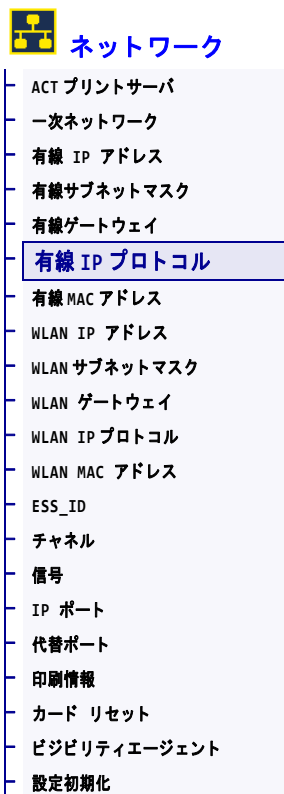 ネットワーク
ACT プリントサーバ
一次ネットワーク
有線 IP アドレス
有線サブネットマスク
有線ゲートウェイ
有線 IP プロトコル
有線 MAC アドレス
WLAN IP アドレス
WLAN サブネットマスク
WLAN ゲートウェイ
WLAN IP プロトコル
WLAN MAC アドレス
ESS_ID
チャネル
信号
IP ポート
代替ポート
印刷情報
カード リセット
ビジビリティエージェント
設定初期化